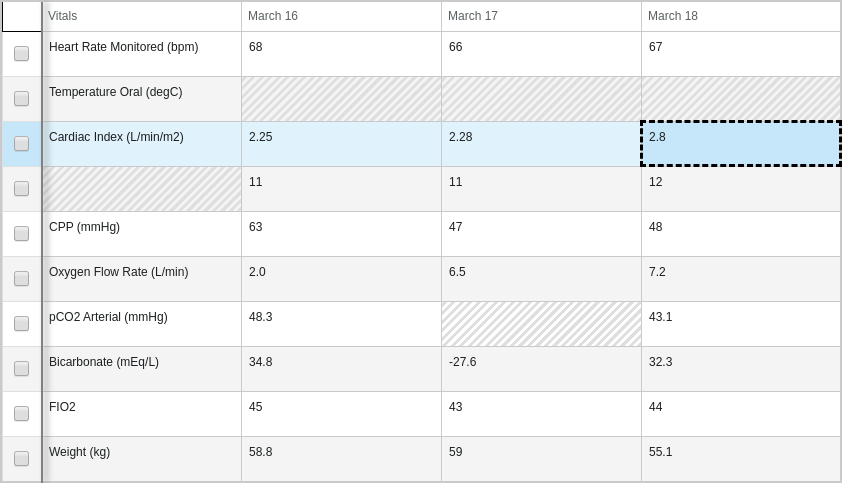 Vitals March 16 March 17 March 18
Heart Rate Monitored (bpm) 68 66 67
Temperature Oral (degC)
Cardiac Index (L/min/m2) 2.25 2.28 2.8
11 11 12
CPP (mmHg) 63 47 48
Oxygen Flow Rate (L/min) 2.0 6.5 7.2
pCO2 Arterial (mmHg) 48.3 43.1
Bicarbonate (mEq/L) 34.8 -27.6 32.3
FIO2 45 43 44
Weight (kg) 58.8 59 55.1